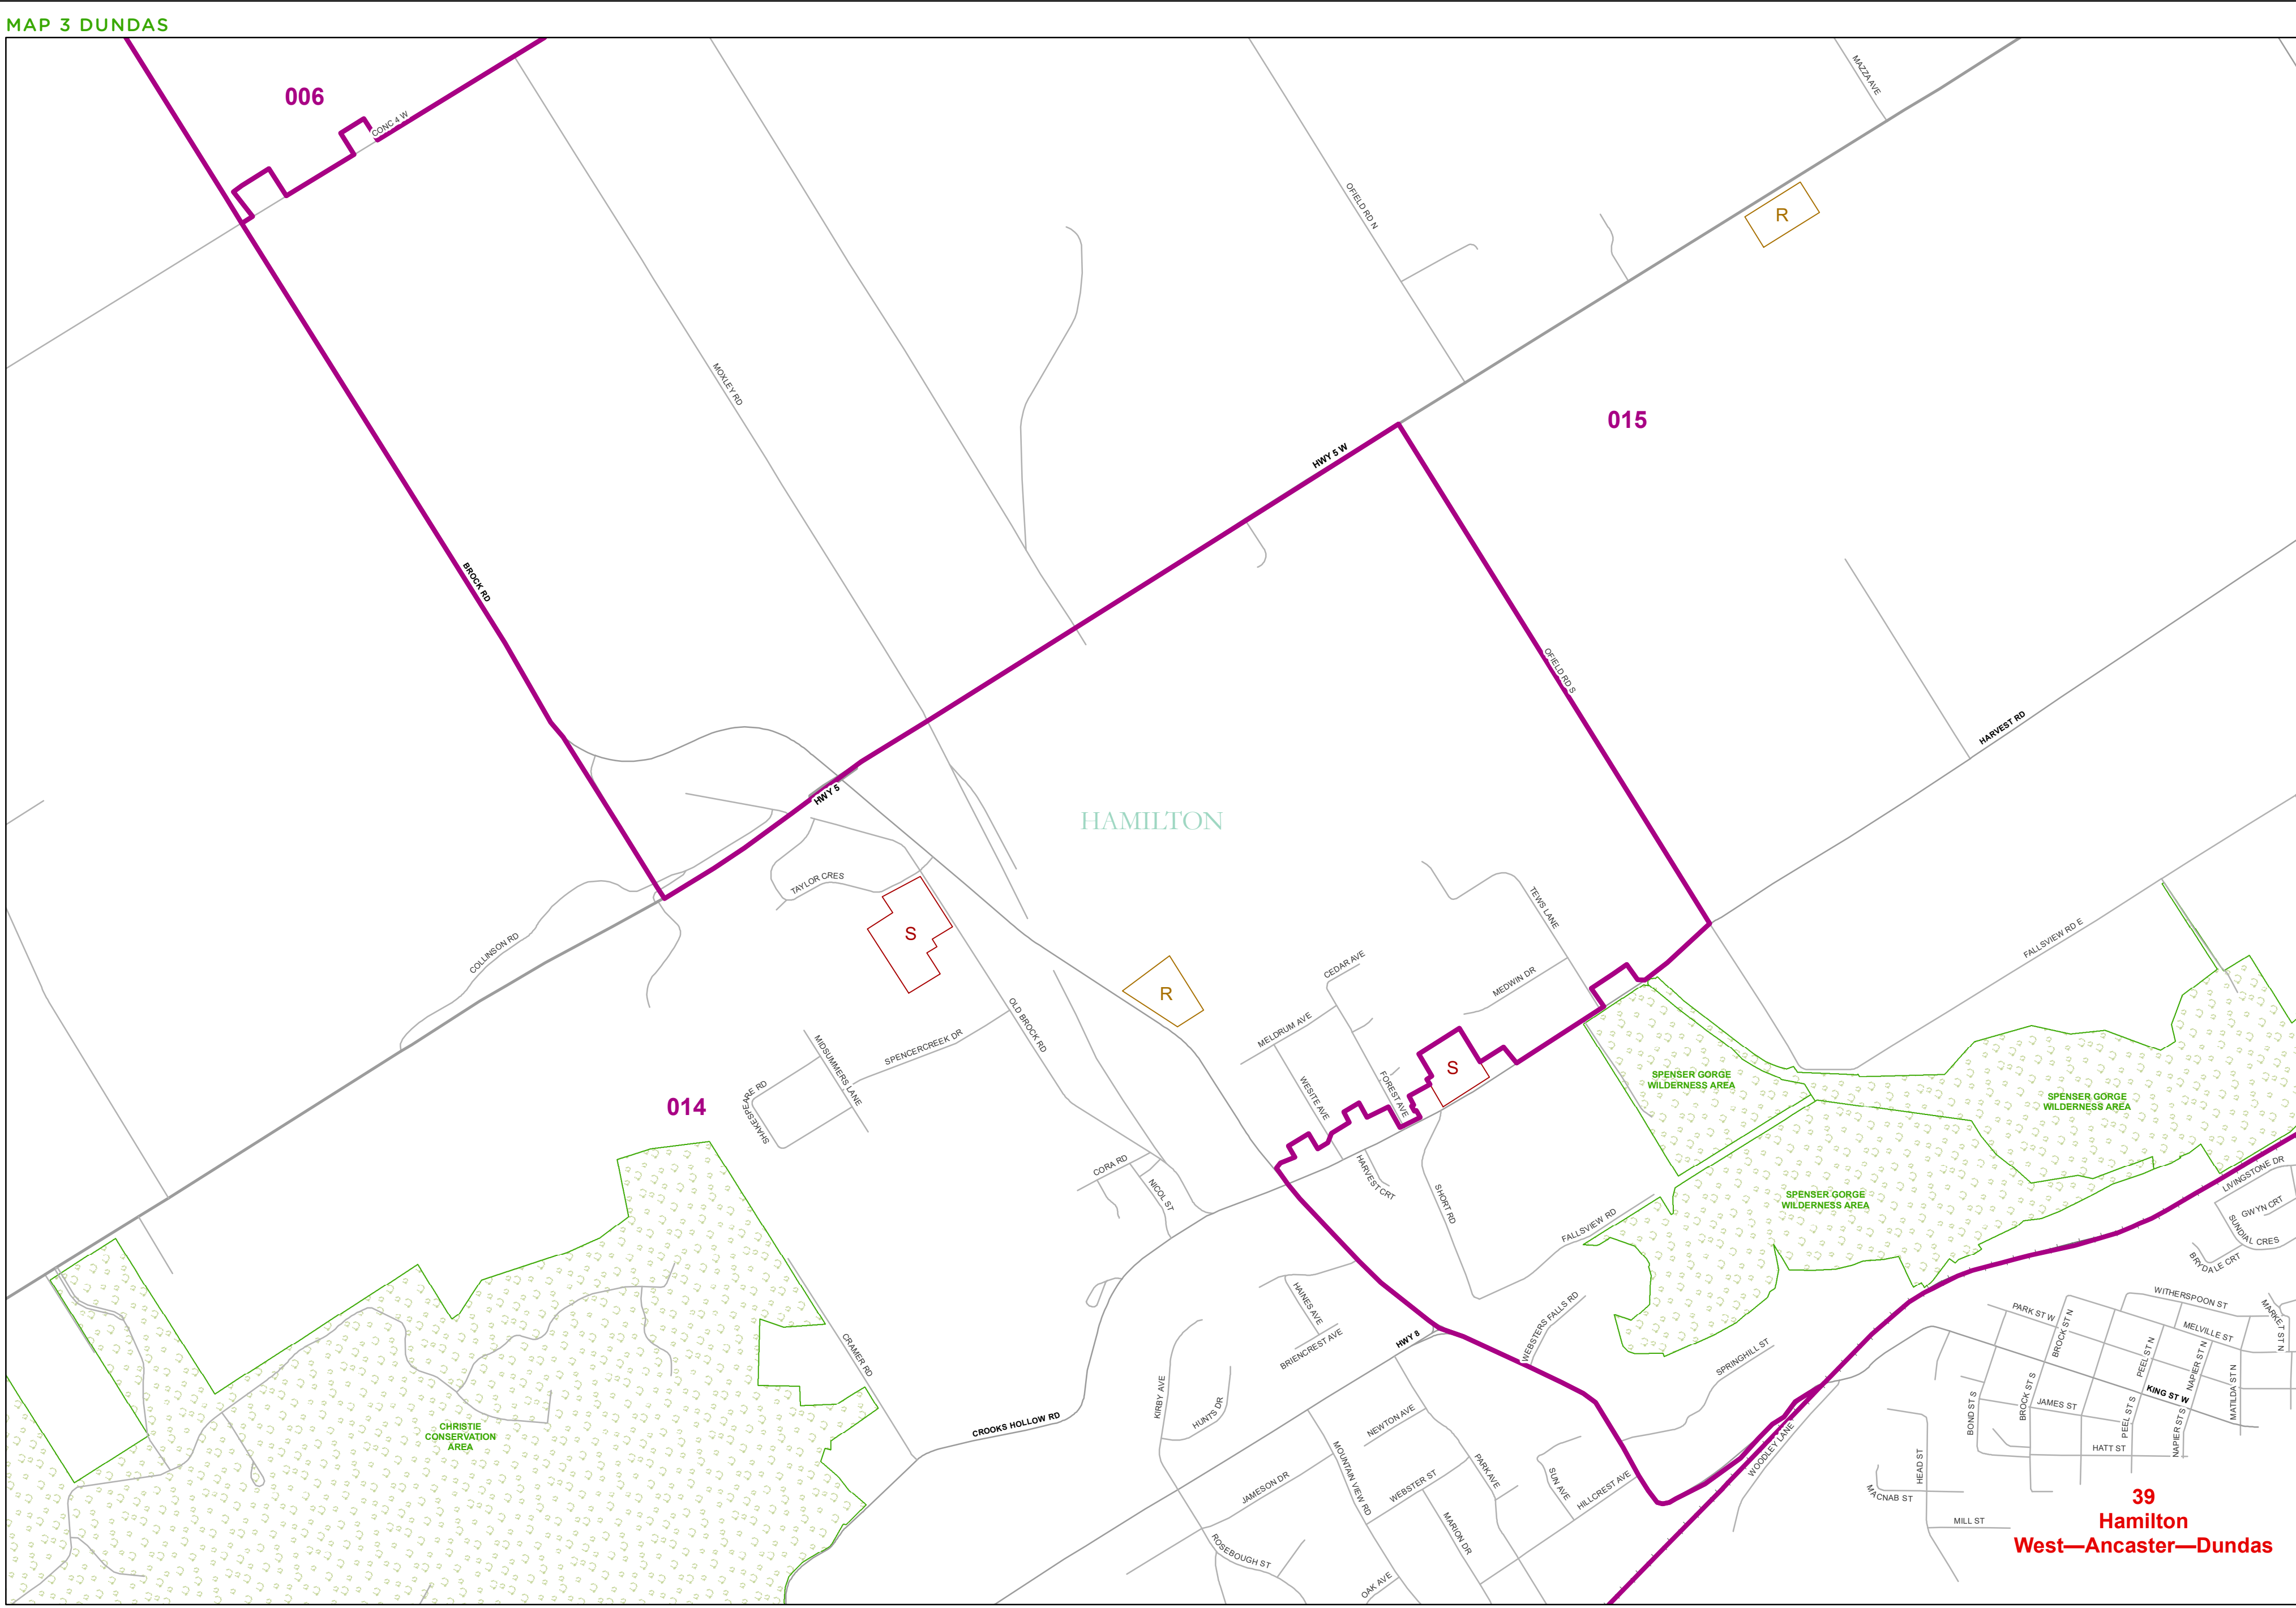 MAP 3 DUNDAS
006
CONC 4 W
MAZZA AVE
OFIELD RD N
R
MOXLEY RD
015
HWY 5 W
BROCK RD
OFIELD RD S
HARVEST RD
HWY 5
HAMILTON
TAYLOR CRES
S
TEWS LANE
FALLSVIEW RD E
COLLINSON RD
CEDAR AVE
MEDWIN DR
R
OLD BROCK RD
MELDRUM AVE
SPENCERCREEK DR
MIDSUMMERS LANE
SHAKESPEARE RD
WESITE AVE
FOREST AVE
S
SPENSER GORGE
WILDERNESS AREA
SPENSER GORGE
WILDERNESS AREA
014
CORA RD
NICOL ST
HARVEST CRT
SHORT RD
FALLSVIEW RD
SPENSER GORGE
WILDERNESS AREA
LIVINGSTONE DR
GWYN CRT
SUNDIAL CRES
BRYDALE CRT
HAINES AVE
BRIENCREST AVE
HWY 8
WEBSTERS FALLS RD
SPRINGHILL ST
WITHERSPOON ST
MARKET ST N
PARK ST W
BROCK ST N
MELVILLE ST
PEEL ST N
NAPIER ST N
MATILDA ST N
KING ST W
CRAMER RD
KIRBY AVE
HUNTS DR
CROOKS HOLLOW RD
CHRISTIE
CONSERVATION
AREA
NEWTON AVE
MOUNTAIN VIEW RD
PARK AVE
WEBSTER ST
JAMESON DR
SUN AVE
HILLCREST AVE
WOODLEY LANE
BOND ST S
BROCK ST S
JAMES ST
PEEL ST S
NAPIER ST S
HATT ST
HEAD ST
MACNAB ST
MILL ST
MARION DR
ROSEBOUGH ST
OAK AVE
39
Hamilton
West—Ancaster—Dundas